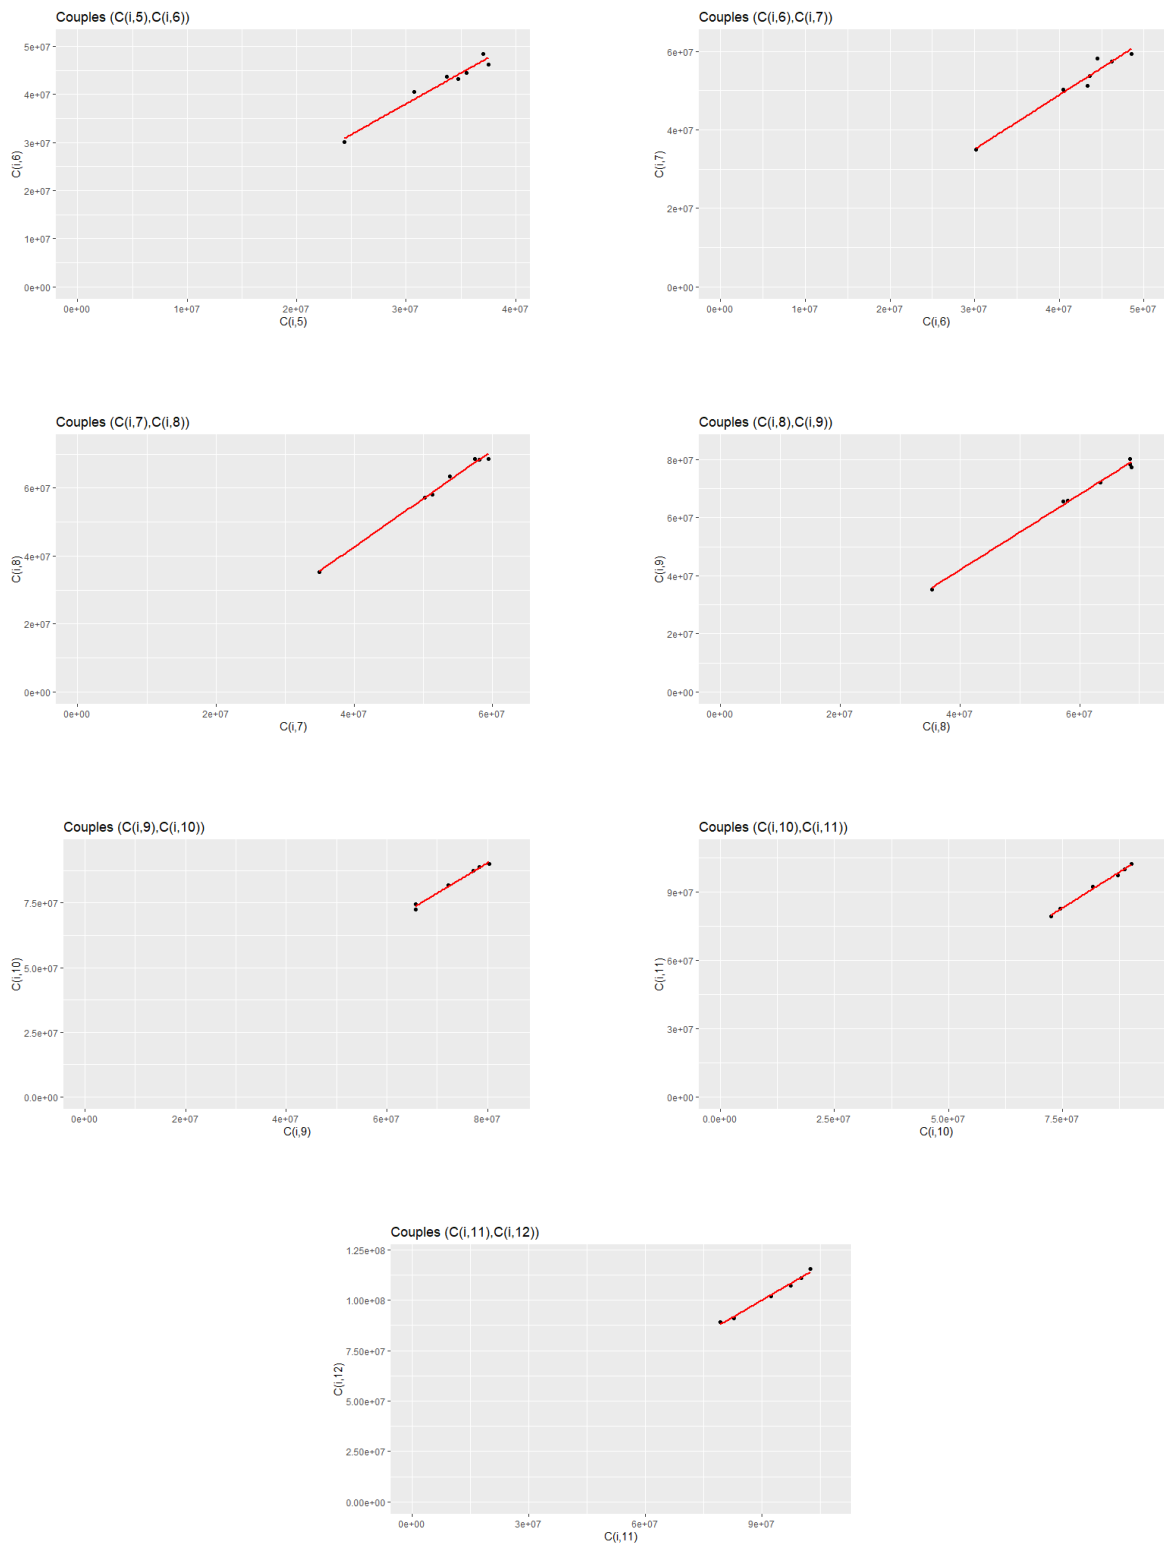 Couples (C(i,5),C(i,6))
5e+07
4e+07
3e+07
2e+07
1e+07
0e+00
C(i,6)
0e+00 1e+07 2e+07 3e+07 4e+07
C(i,5)
Couples (C(i,6),C(i,7))
6e+07
4e+07
2e+07
0e+00
C(i,7)
0e+00 1e+07 2e+07 3e+07 4e+07 5e+07
C(i,6)
Couples (C(i,7),C(i,8))
6e+07
4e+07
2e+07
0e+00
C(i,8)
0e+00 2e+07 4e+07 6e+07
C(i,7)
Couples (C(i,8),C(i,9))
8e+07
6e+07
4e+07
2e+07
0e+00
C(i,9)
0e+00 2e+07 4e+07 6e+07
C(i,8)
Couples (C(i,9),C(i,10))
7.5e+07
5.0e+07
2.5e+07
0.0e+00
C(i,10)
0e+00 2e+07 4e+07 6e+07 8e+07
C(i,9)
Couples (C(i,10),C(i,11))
9e+07
6e+07
3e+07
0e+00
C(i,11)
0.0e+00 2.5e+07 5.0e+07 7.5e+07
C(i,10)
Couples (C(i,11),C(i,12))
1.25e+08
1.00e+08
7.50e+07
5.00e+07
2.50e+07
0.00e+00
C(i,12)
0e+00 3e+07 6e+07 9e+07
C(i,11)